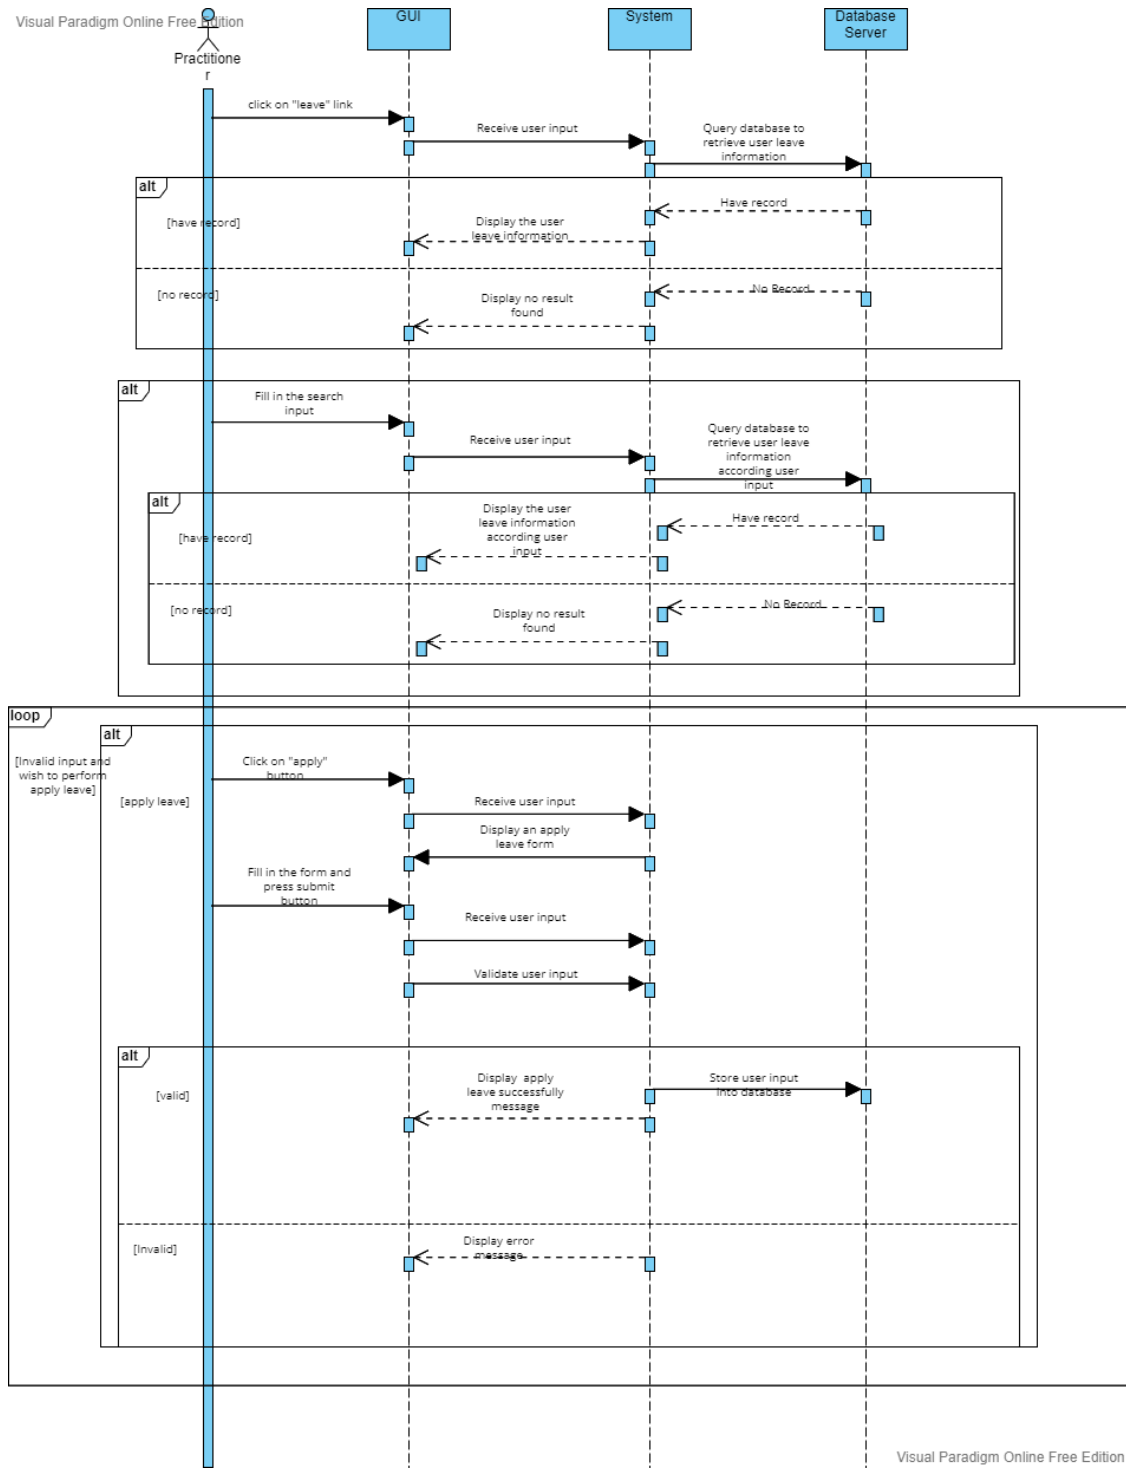 Visual Paradigm Online Free Edition
GUI
System
Database
Server
Practitione
r
click on "leave" link
Receive user input
Query database to
retrieve user leave
information
alt
[have record]
Have record
Display the user
leave information
[no record]
No Record
Display no result
found
alt
Fill in the search
input
Receive user input
Query database to
retrieve user leave
information
according user
input
alt
[have record]
Display the user
leave information
according user
input
Have record
[no record]
No Record
Display no result
found
loop
[Invalid input and
wish to perform
apply leave]
alt
[apply leave]
Click on "apply"
button
Receive user input
Display an apply
leave form
Fill in the form and
press submit
button
Receive user input
Validate user input
alt
[valid]
Display apply
leave successfully
message
Store user input
into database
[Invalid]
Display error
message
Visual Paradigm Online Free Edition